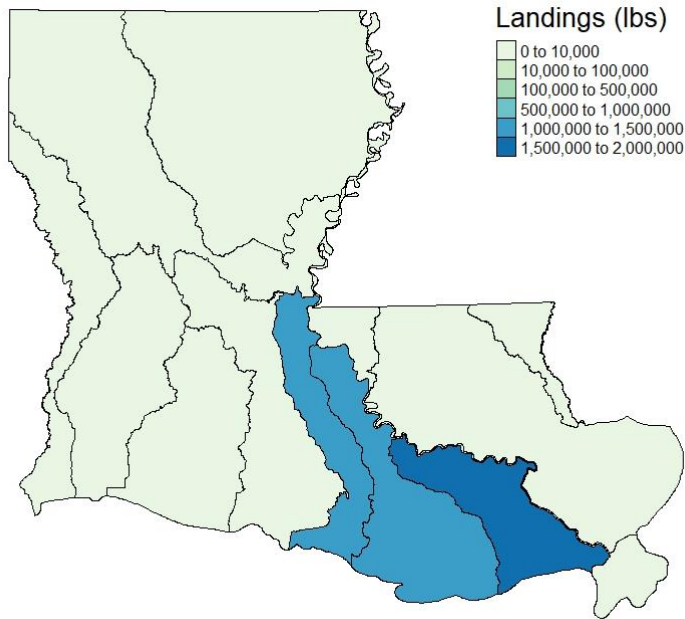 Landings (lbs)
0 to 10,000
10,000 to 100,000
100,000 to 500,000
500,000 to 1,000,000
1,000,000 to 1,500,000
1,500,000 to 2,000,000